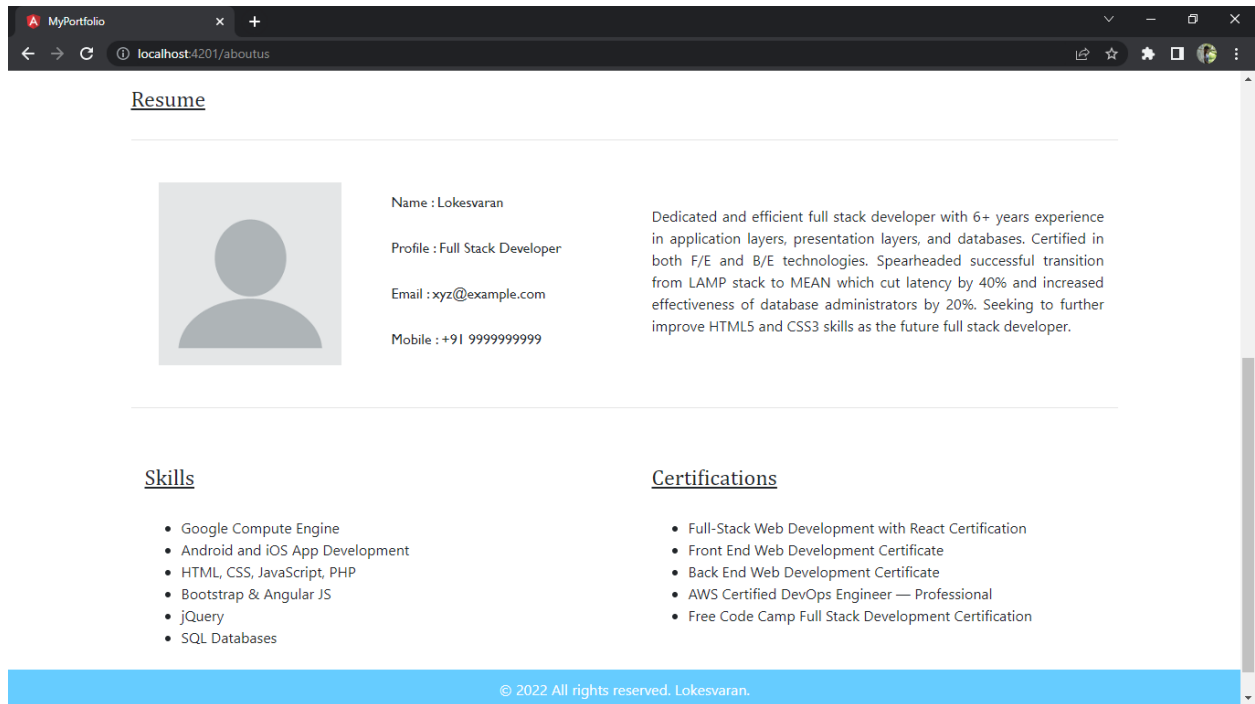 MyPortfolio
localhost:4201/aboutus
Resume
Name : Lokesvaran
Profile : Full Stack Developer
Email : xyz@example.com
Mobile : +91 9999999999
Dedicated and efficient full stack developer with 6+ years experience
in application layers, presentation layers, and databases. Certified in
both F/E and B/E technologies. Spearheaded successful transition
from LAMP stack to MEAN which cut latency by 40% and increased
effectiveness of database administrators by 20%. Seeking to further
improve HTML5 and CSS3 skills as the future full stack developer.
Skills
• Google Compute Engine
• Android and iOS App Development
• HTML, CSS, JavaScript, PHP
• Bootstrap & Angular JS
• jQuery
• SQL Databases
Certifications
• Full-Stack Web Development with React Certification
• Front End Web Development Certificate
• Back End Web Development Certificate
• AWS Certified DevOps Engineer — Professional
• Free Code Camp Full Stack Development Certification
© 2022 All rights reserved. Lokesvaran.